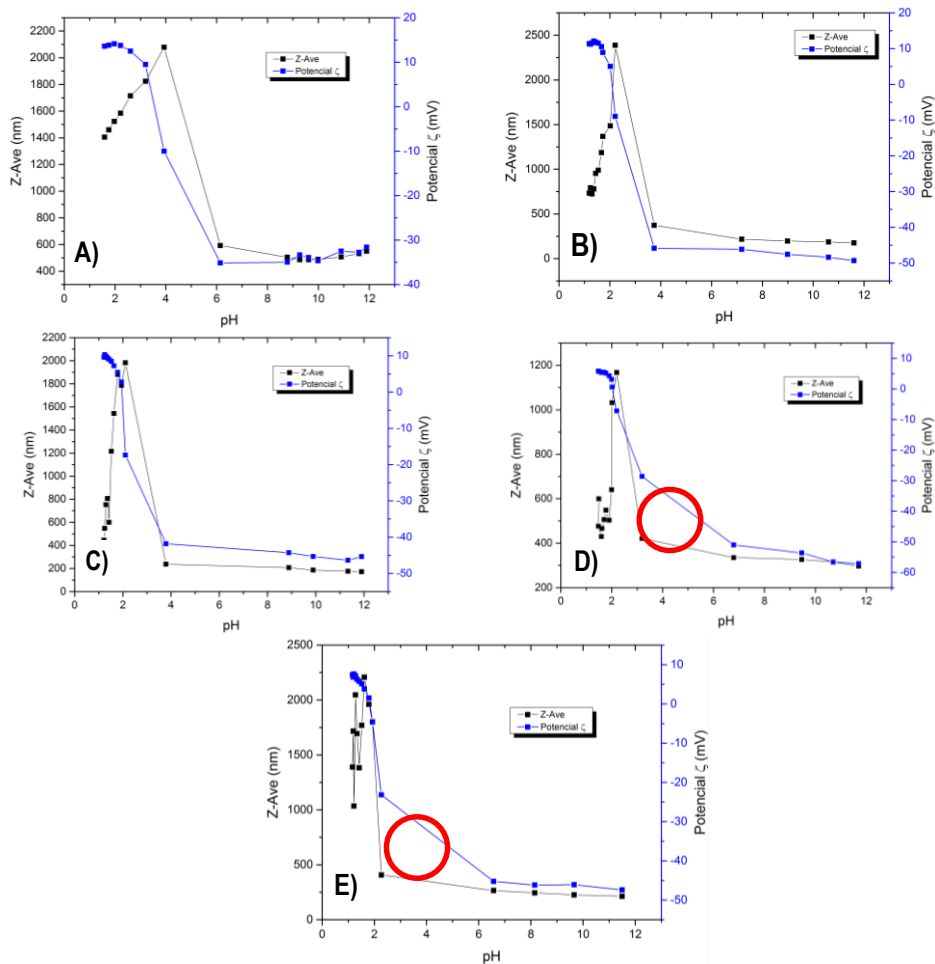 2200
2000
1800
1600
1400
1200
1000
800
600
400
Z-Ave (nm)
0 2 4 6 8 10 12
pH
20
10
0
-10
-20
-30
-40
Potencial ζ (mV)
Z-Ave
Potencial ζ
A)
2500
2000
1500
1000
500
0
Z-Ave (nm)
0 2 4 6 8 10 12
pH
20
10
0
-10
-20
-30
-40
-50
Potencial ζ (mV)
Z-Ave
Potencial ζ
B)
2200
2000
1800
1600
1400
1200
1000
800
600
400
200
0
Z-Ave (nm)
0 2 4 6 8 10 12
pH
10
0
-10
-20
-30
-40
-50
Potencial ζ (mV)
Z-Ave
Potencial ζ
C)
1200
1000
800
600
400
200
Z-Ave (nm)
0 2 4 6 8 10 12
pH
10
0
-10
-20
-30
-40
-50
-60
Potencial ζ (mV)
Z-Ave
Potencial ζ
D)
2500
2000
1500
1000
500
0
Z-Ave (nm)
0 1 2 3 4 5 6 7 8 9 10 11 12
pH
10
0
-10
-20
-30
-40
-50
Potencial ζ (mV)
Z-Ave
Potencial ζ
E)